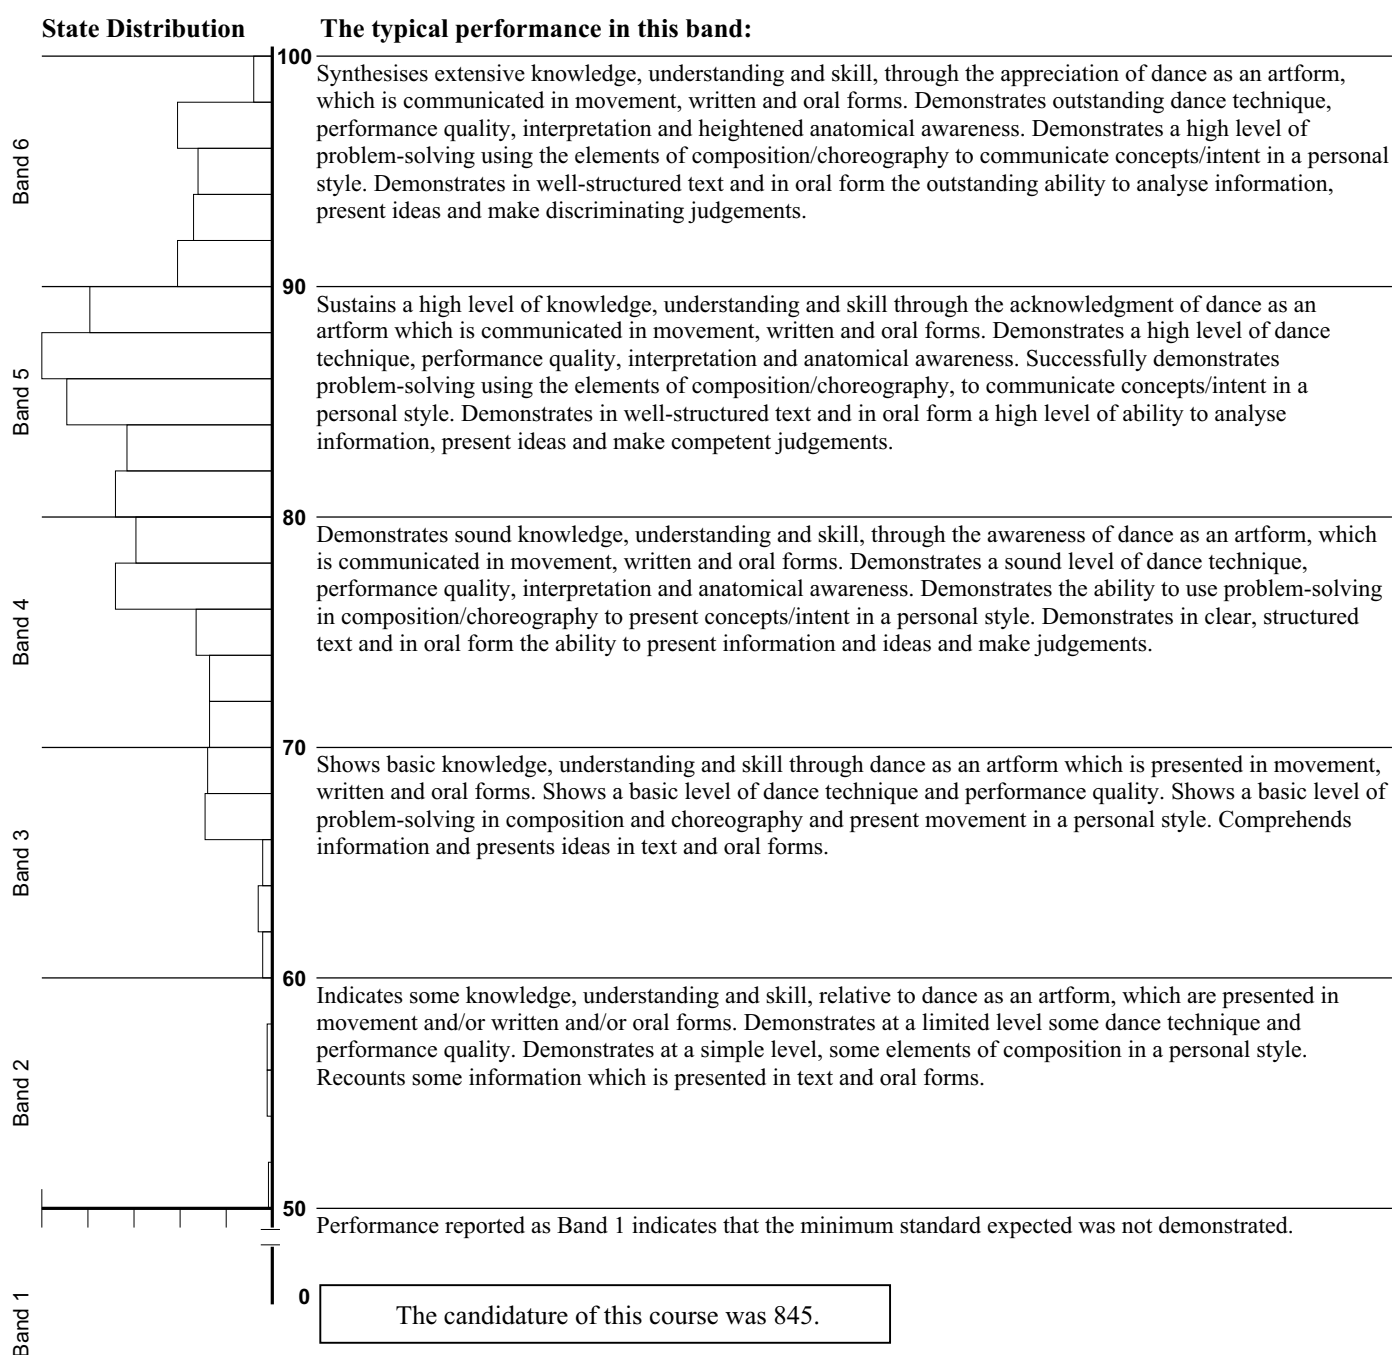 State Distribution
The typical performance in this band:
100
Synthesises extensive knowledge, understanding and skill, through the appreciation of dance as an artform,
which is communicated in movement, written and oral forms. Demonstrates outstanding dance technique,
performance quality, interpretation and heightened anatomical awareness. Demonstrates a high level of
problem-solving using the elements of composition/choreography to communicate concepts/intent in a personal
style. Demonstrates in well-structured text and in oral form the outstanding ability to analyse information,
present ideas and make discriminating judgements.
Band 6
90
Sustains a high level of knowledge, understanding and skill through the acknowledgment of dance as an
artform which is communicated in movement, written and oral forms. Demonstrates a high level of dance
technique, performance quality, interpretation and anatomical awareness. Successfully demonstrates
problem-solving using the elements of composition/choreography, to communicate concepts/intent in a
personal style. Demonstrates in well-structured text and in oral form a high level of ability to analyse
information, present ideas and make competent judgements.
Band 5
80
Demonstrates sound knowledge, understanding and skill, through the awareness of dance as an artform, which
is communicated in movement, written and oral forms. Demonstrates a sound level of dance technique,
performance quality, interpretation and anatomical awareness. Demonstrates the ability to use problem-solving
in composition/choreography to present concepts/intent in a personal style. Demonstrates in clear, structured
text and in oral form the ability to present information and ideas and make judgements.
Band 4
70
Shows basic knowledge, understanding and skill through dance as an artform which is presented in movement,
written and oral forms. Shows a basic level of dance technique and performance quality. Shows a basic level of
problem-solving in composition and choreography and present movement in a personal style. Comprehends
information and presents ideas in text and oral forms.
Band 3
60
Indicates some knowledge, understanding and skill, relative to dance as an artform, which are presented in
movement and/or written and/or oral forms. Demonstrates at a limited level some dance technique and
performance quality. Demonstrates at a simple level, some elements of composition in a personal style.
Recounts some information which is presented in text and oral forms.
Band 2
50
Performance reported as Band 1 indicates that the minimum standard expected was not demonstrated.
0
The candidature of this course was 845.
Band 1